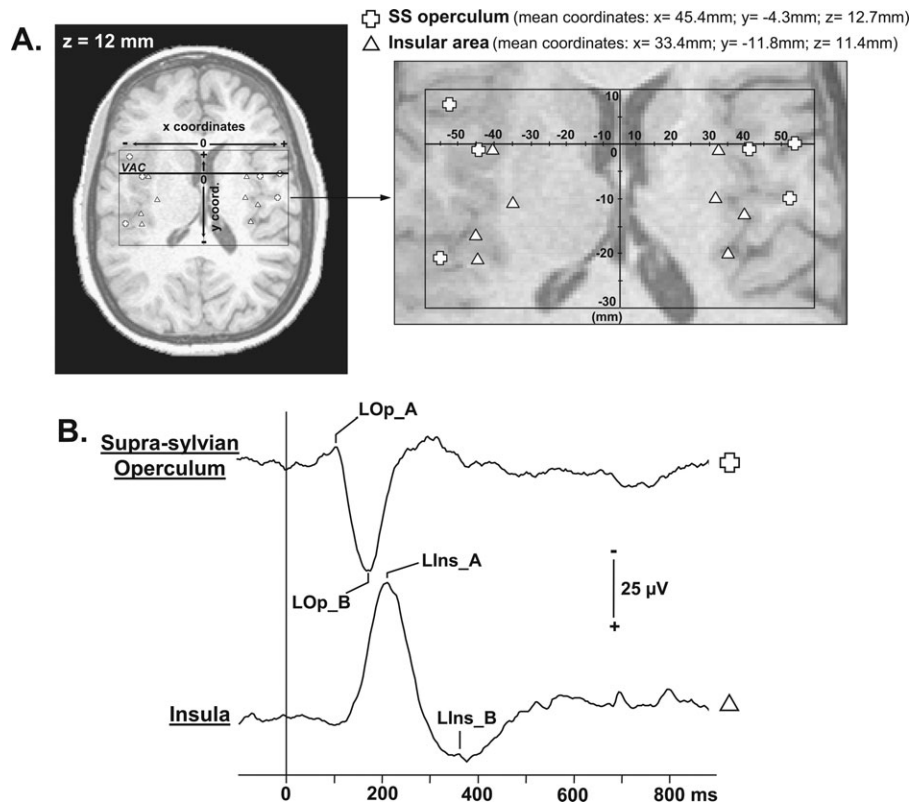 A.
z = 12 mm
SS operculum (mean coordinates: x= 45.4mm; y= -4.3mm; z= 12.7mm)
Insular area (mean coordinates: x= 33.4mm; y= -11.8mm; z= 11.4mm)
x coordinates
- 0 +
+
VAC
0
y coord.
-
10
-50 -40 -30 -20 -10 10 20 30 40 50
0
-10
-20
-30
(mm)
B.
LOp_A
Supra-sylvian
Operculum
LIns_A
LOp_B
-
25 µV
+
Insula
LIns_B
0 200 400 600 800 ms